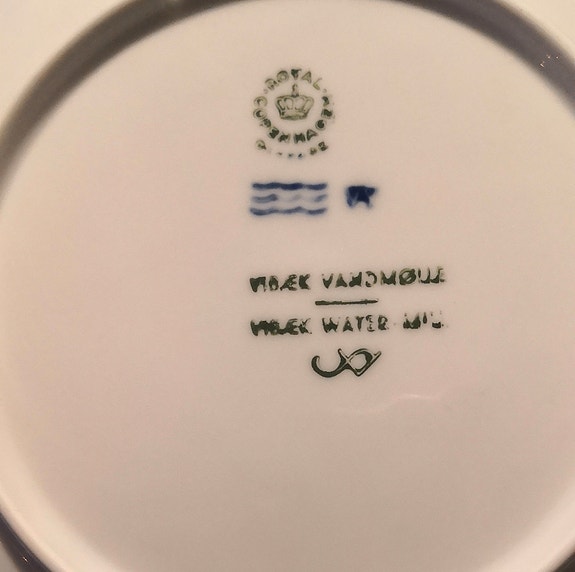 ROYAL COPENHAGEN
VIBÆK VANDMØLLE
VIBÆK WATER MILL